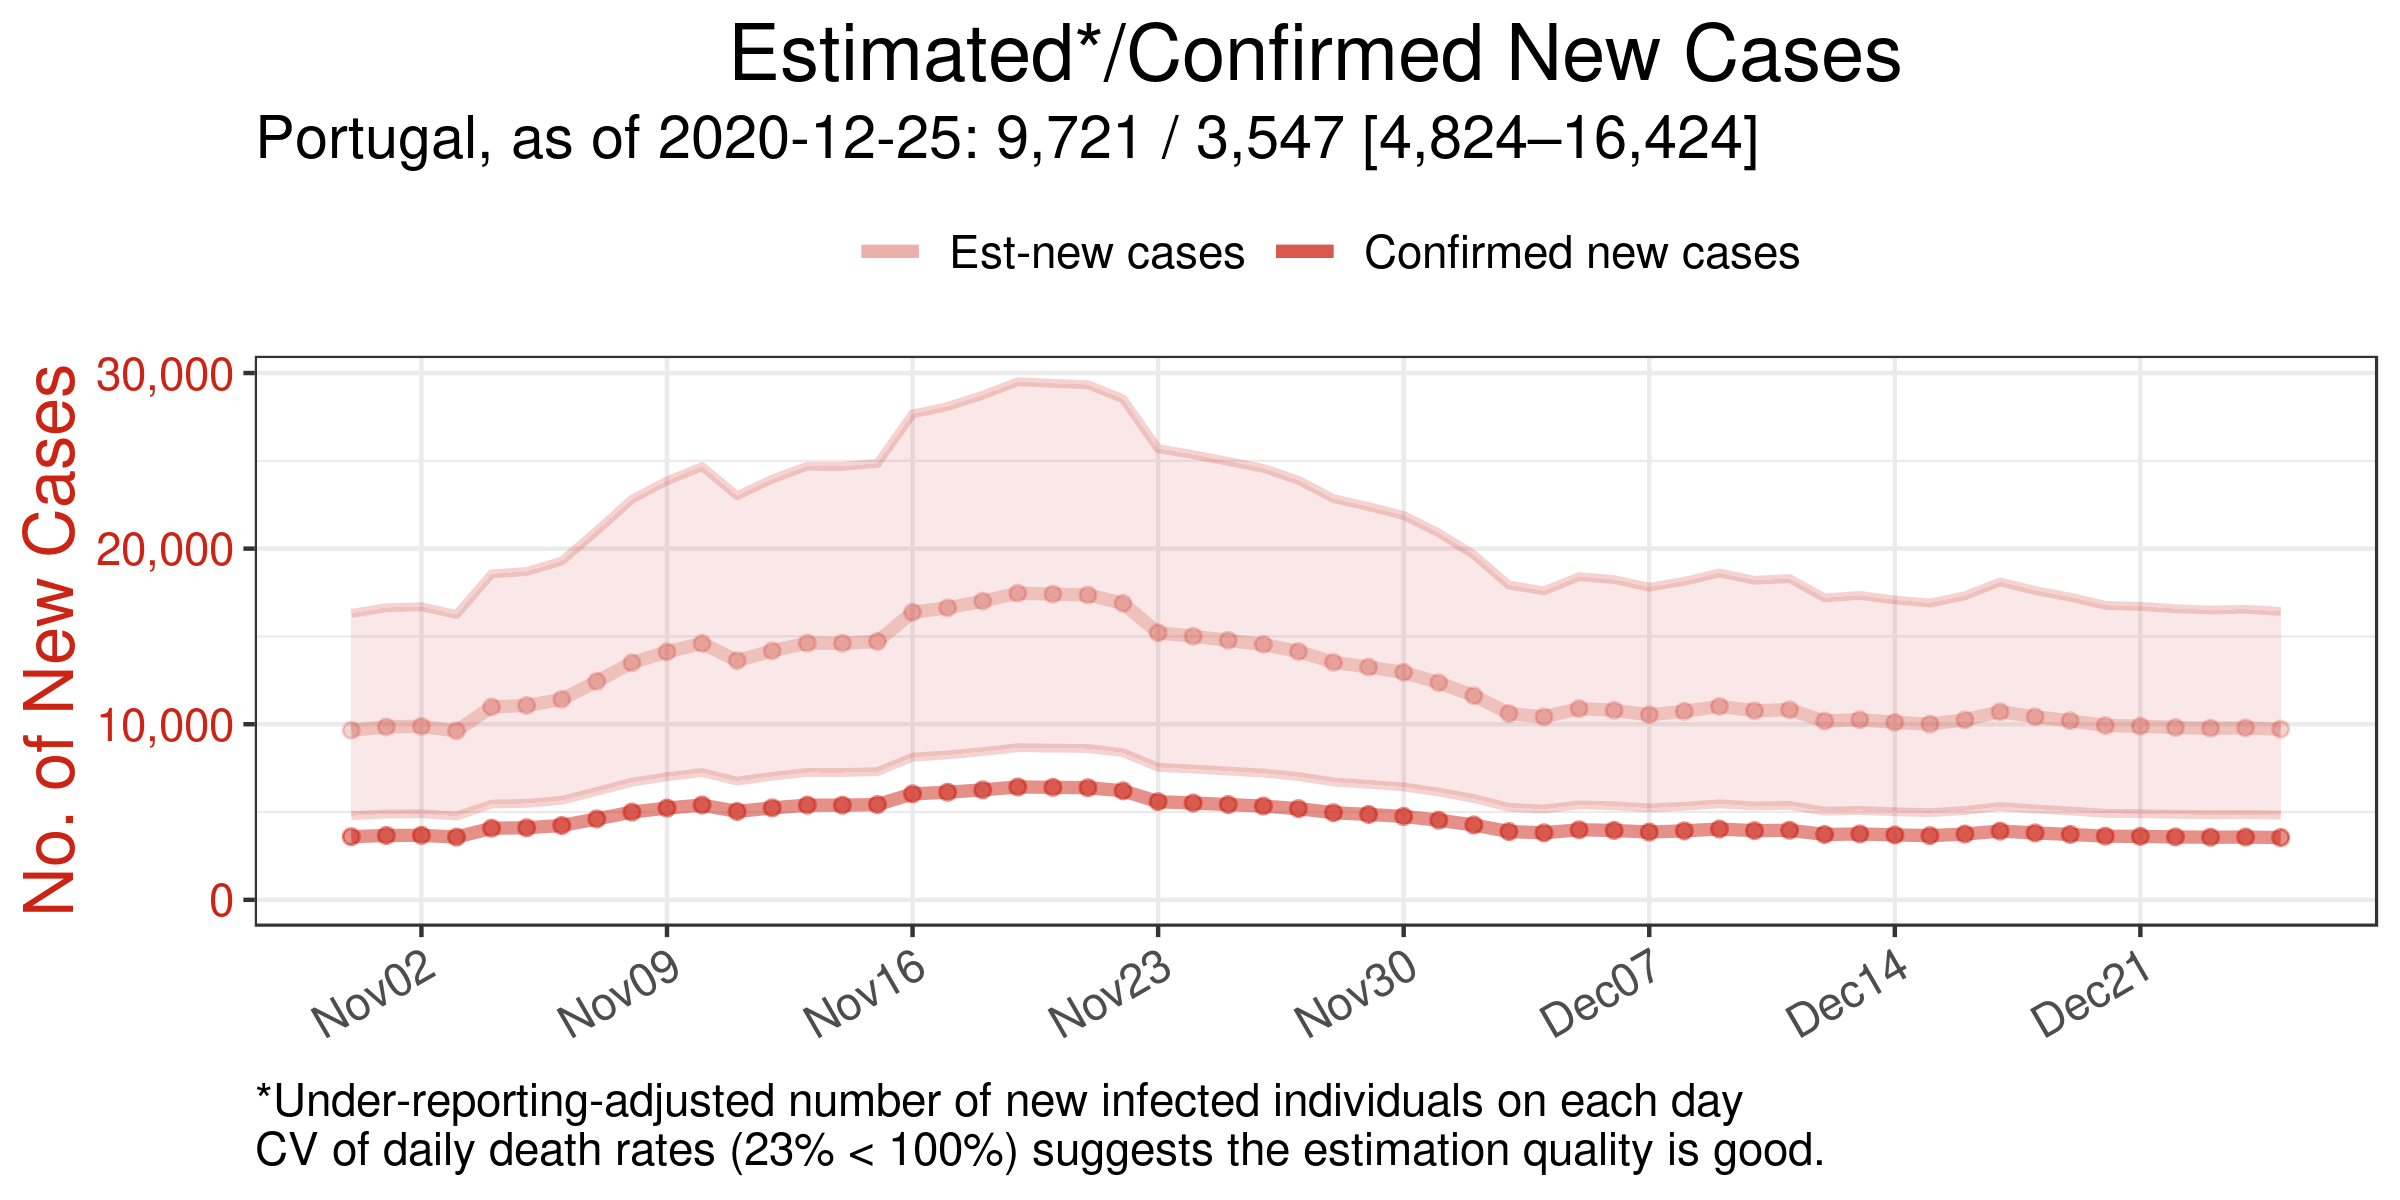 Estimated*/Confirmed New Cases
Portugal, as of 2020-12-25: 9,721 / 3,547 [4,824–16,424]
Est-new cases
Confirmed new cases
No. of New Cases
30,000
20,000
10,000
0
Nov02
Nov09
Nov16
Nov23
Nov30
Dec07
Dec14
Dec21
*Under-reporting-adjusted number of new infected individuals on each day
CV of daily death rates (23% < 100%) suggests the estimation quality is good.